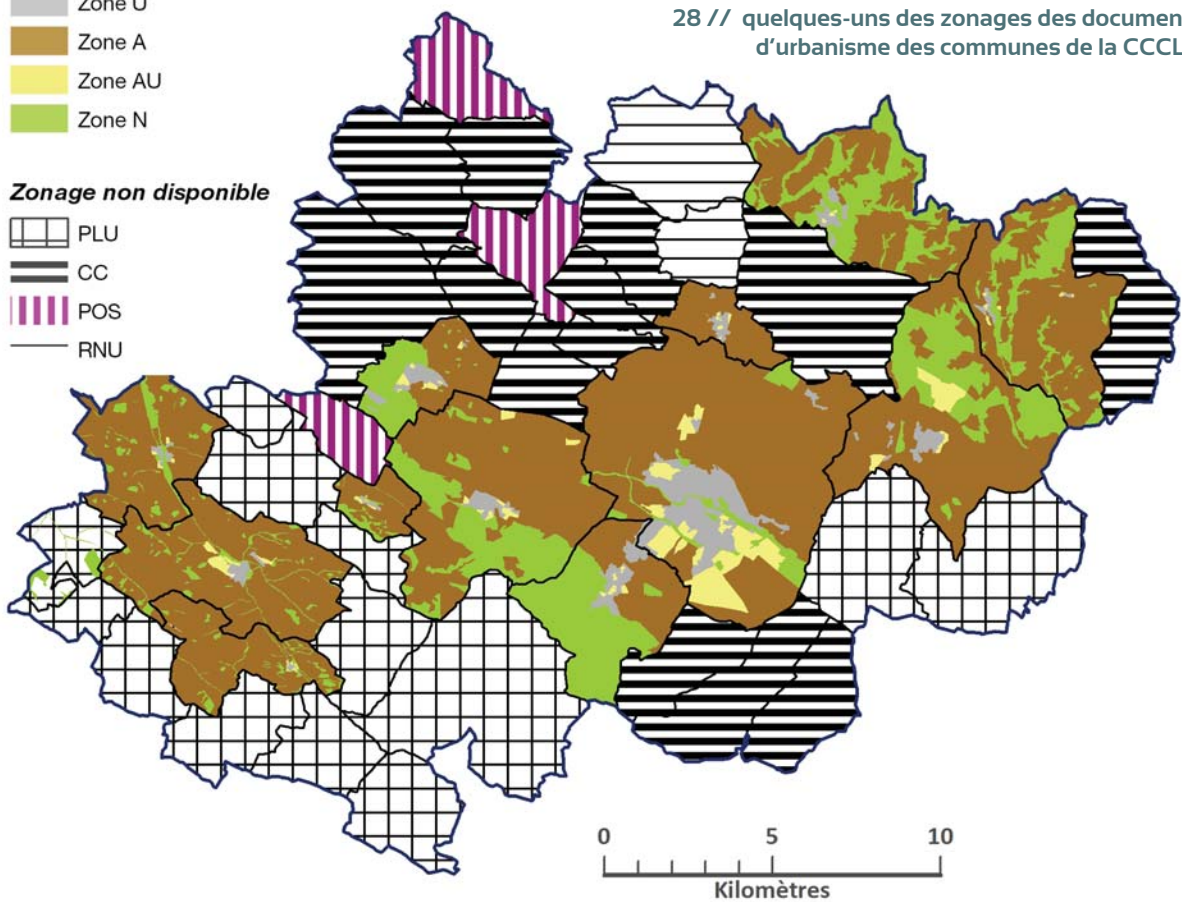 Zone U
Zone A
Zone AU
Zone N
28 // quelques-uns des zonages des documen
d'urbanisme des communes de la CCCL
Zonage non disponible
PLU
CC
POS
RNU
0 5 10
Kilomètres